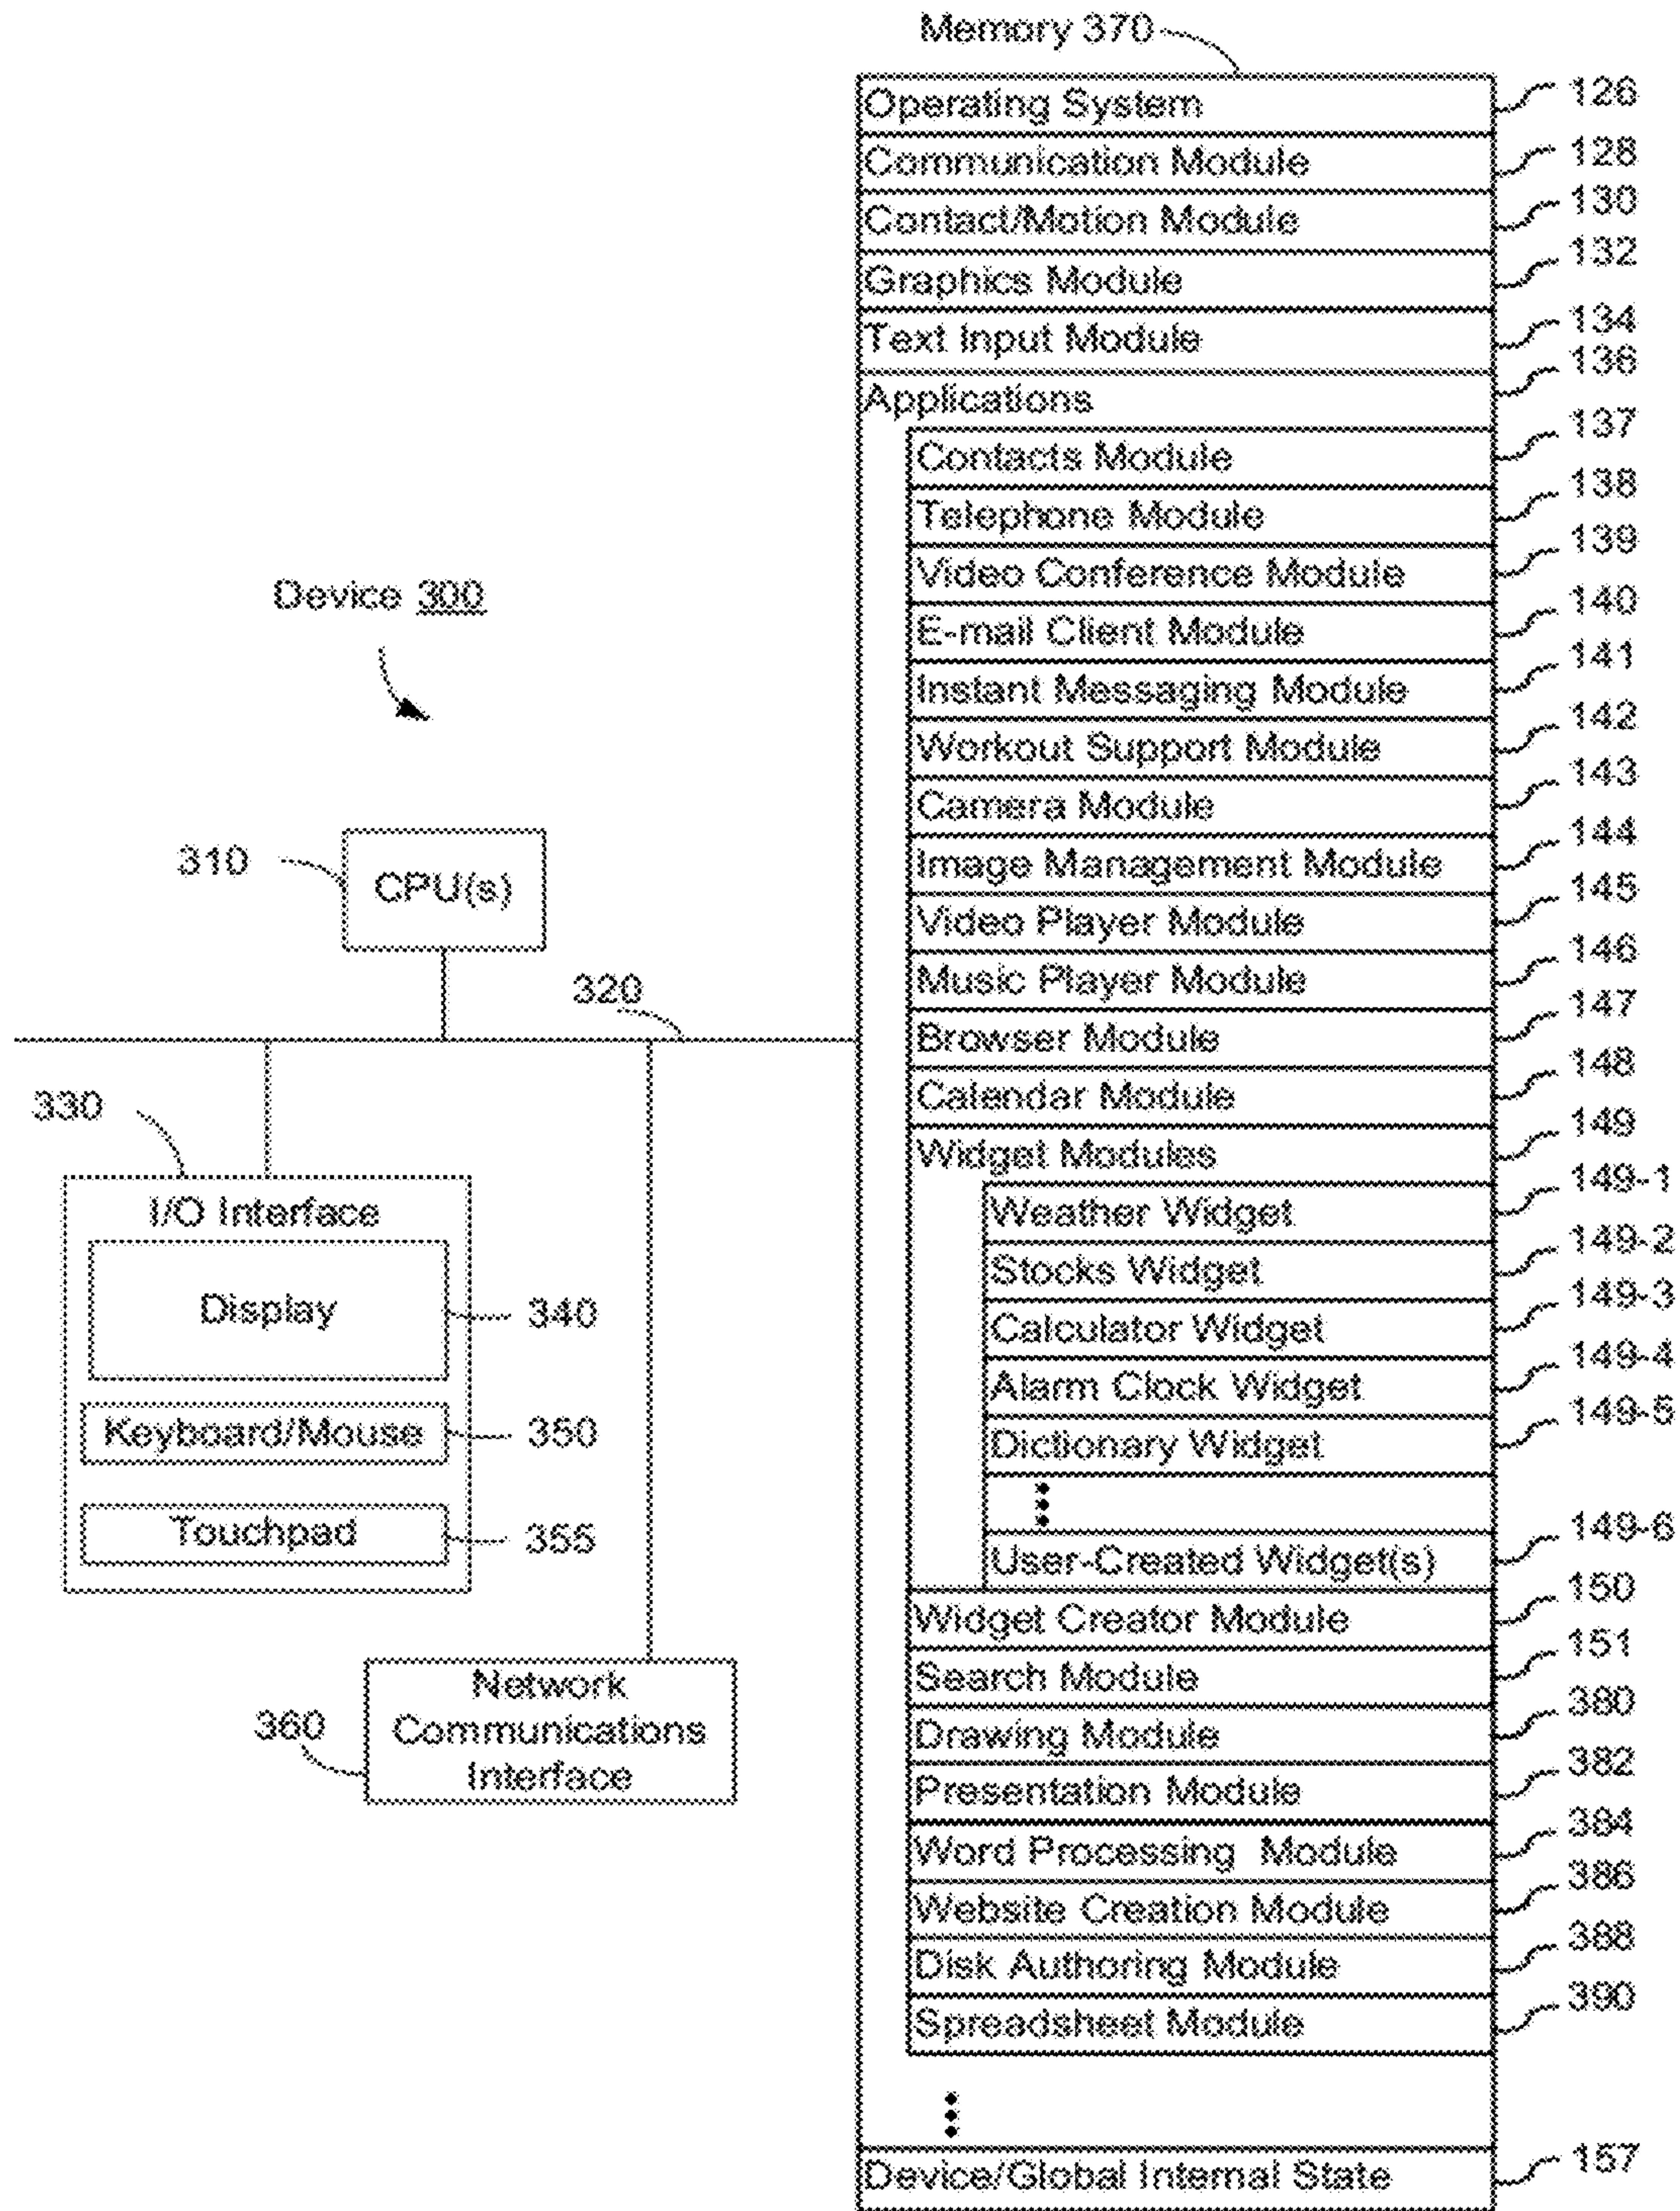 Memory 370
Operating System 126
Communication Module 128
Contact/Motion Module 130
Graphics Module 132
Text Input Module 134
Applications 136
Contacts Module 137
Telephone Module 138
Video Conference Module 139
E-mail Client Module 140
Instant Messaging Module 141
Workout Support Module 142
Camera Module 143
Image Management Module 144
Video Player Module 145
Music Player Module 146
Browser Module 147
Calendar Module 148
Widget Modules 149
Weather Widget 149-1
Stocks Widget 149-2
Calculator Widget 149-3
Alarm Clock Widget 149-4
Dictionary Widget 149-5
User-Created Widget(s) 149-6
Widget Creator Module 150
Search Module 151
Drawing Module 380
Presentation Module 382
Word Processing Module 384
Website Creation Module 386
Disk Authoring Module 388
Spreadsheet Module 390
Device/Global Internal State 157
Device 300
310
CPU(s)
320
330
I/O Interface
Display 340
Keyboard/Mouse 350
Touchpad 355
360
Network
Communications
Interface